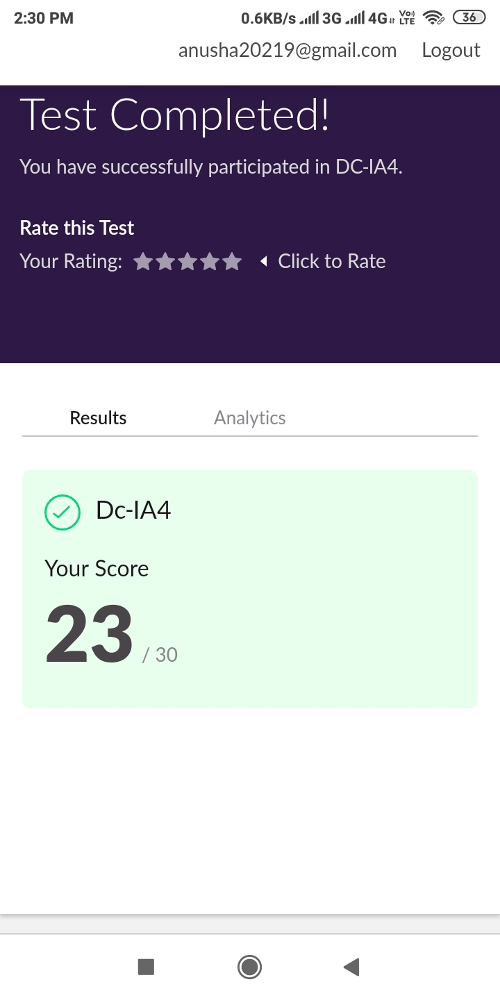 2:30 PM 0.6KB/s 3G 4G Vo) LTE 36
anusha20219@gmail.com Logout
Test Completed!
You have successfully participated in DC-IA4.
Rate this Test
Your Rating: Click to Rate
Results Analytics
Dc-IA4
Your Score
23 / 30